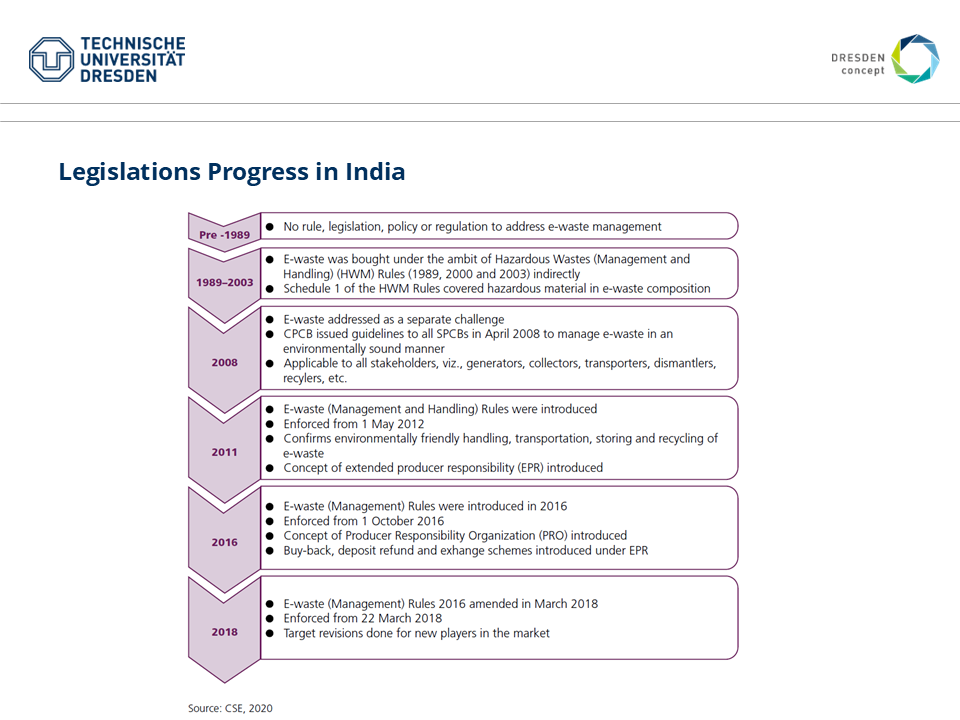 TECHNISCHE
UNIVERSITÄT
DRESDEN
DRESDEN
concept
Legislations Progress in India
Pre -1989
● No rule, legislation, policy or regulation to address e-waste management
1989–2003
● E-waste was bought under the ambit of Hazardous Wastes (Management and
Handling) (HWM) Rules (1989, 2000 and 2003) indirectly
● Schedule 1 of the HWM Rules covered hazardous material in e-waste composition
2008
● E-waste addressed as a separate challenge
● CPCB issued guidelines to all SPCBs in April 2008 to manage e-waste in an
environmentally sound manner
● Applicable to all stakeholders, viz., generators, collectors, transporters, dismantlers,
recylers, etc.
2011
● E-waste (Management and Handling) Rules were introduced
● Enforced from 1 May 2012
● Confirms environmentally friendly handling, transportation, storing and recycling of
e-waste
● Concept of extended producer responsibility (EPR) introduced
2016
● E-waste (Management) Rules were introduced in 2016
● Enforced from 1 October 2016
● Concept of Producer Responsibility Organization (PRO) introduced
● Buy-back, deposit refund and exhange schemes introduced under EPR
2018
● E-waste (Management) Rules 2016 amended in March 2018
● Enforced from 22 March 2018
● Target revisions done for new players in the market
Source: CSE, 2020